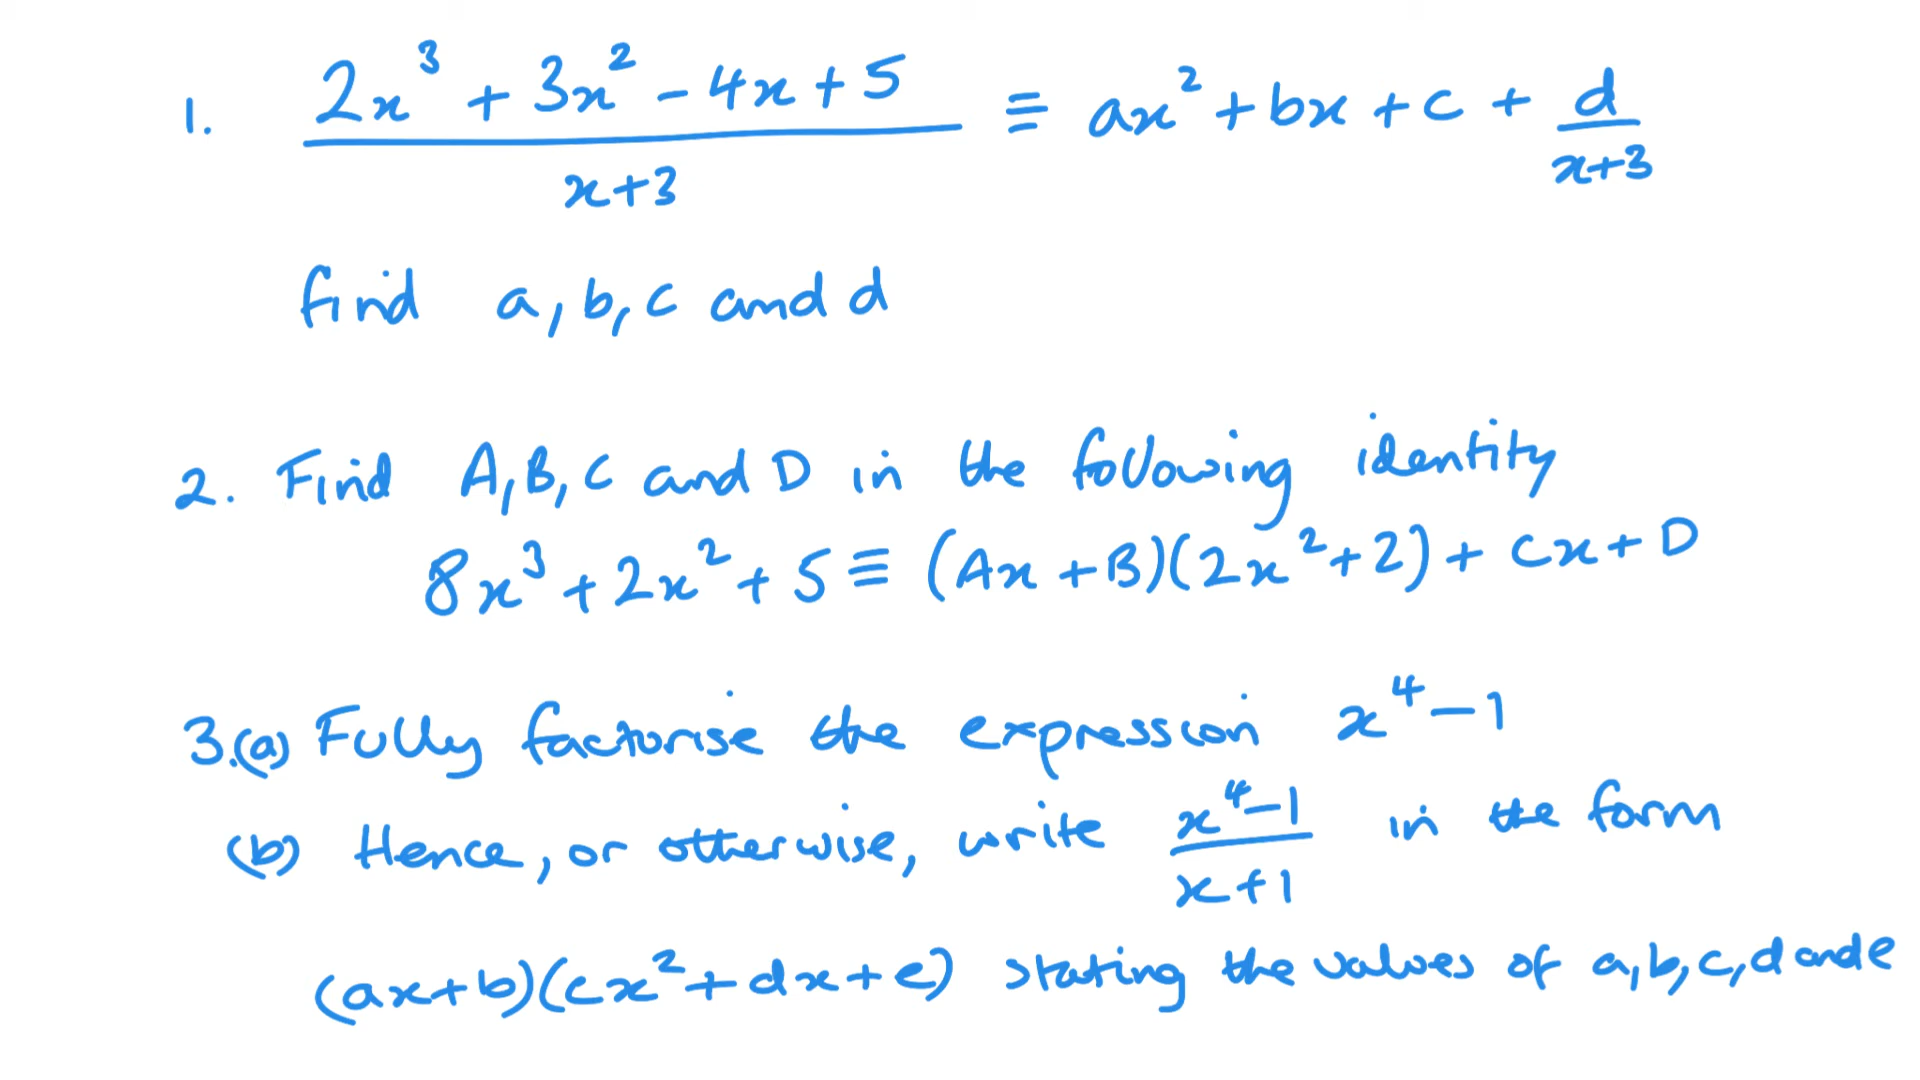 1. (2x³ + 3x² - 4x + 5)/(x+3) ≡ ax² + bx + c + d/(x+3)
find a, b, c and d
2. Find A, B, C and D in the following identity
8x³ + 2x² + 5 ≡ (Ax + B)(2x² + 2) + Cx + D
3.(a) Fully factorise the expression x⁴ - 1
(b) Hence, or otherwise, write (x⁴-1)/(x+1) in the form
(ax+b)(cx² + dx + e) stating the values of a, b, c, d and e